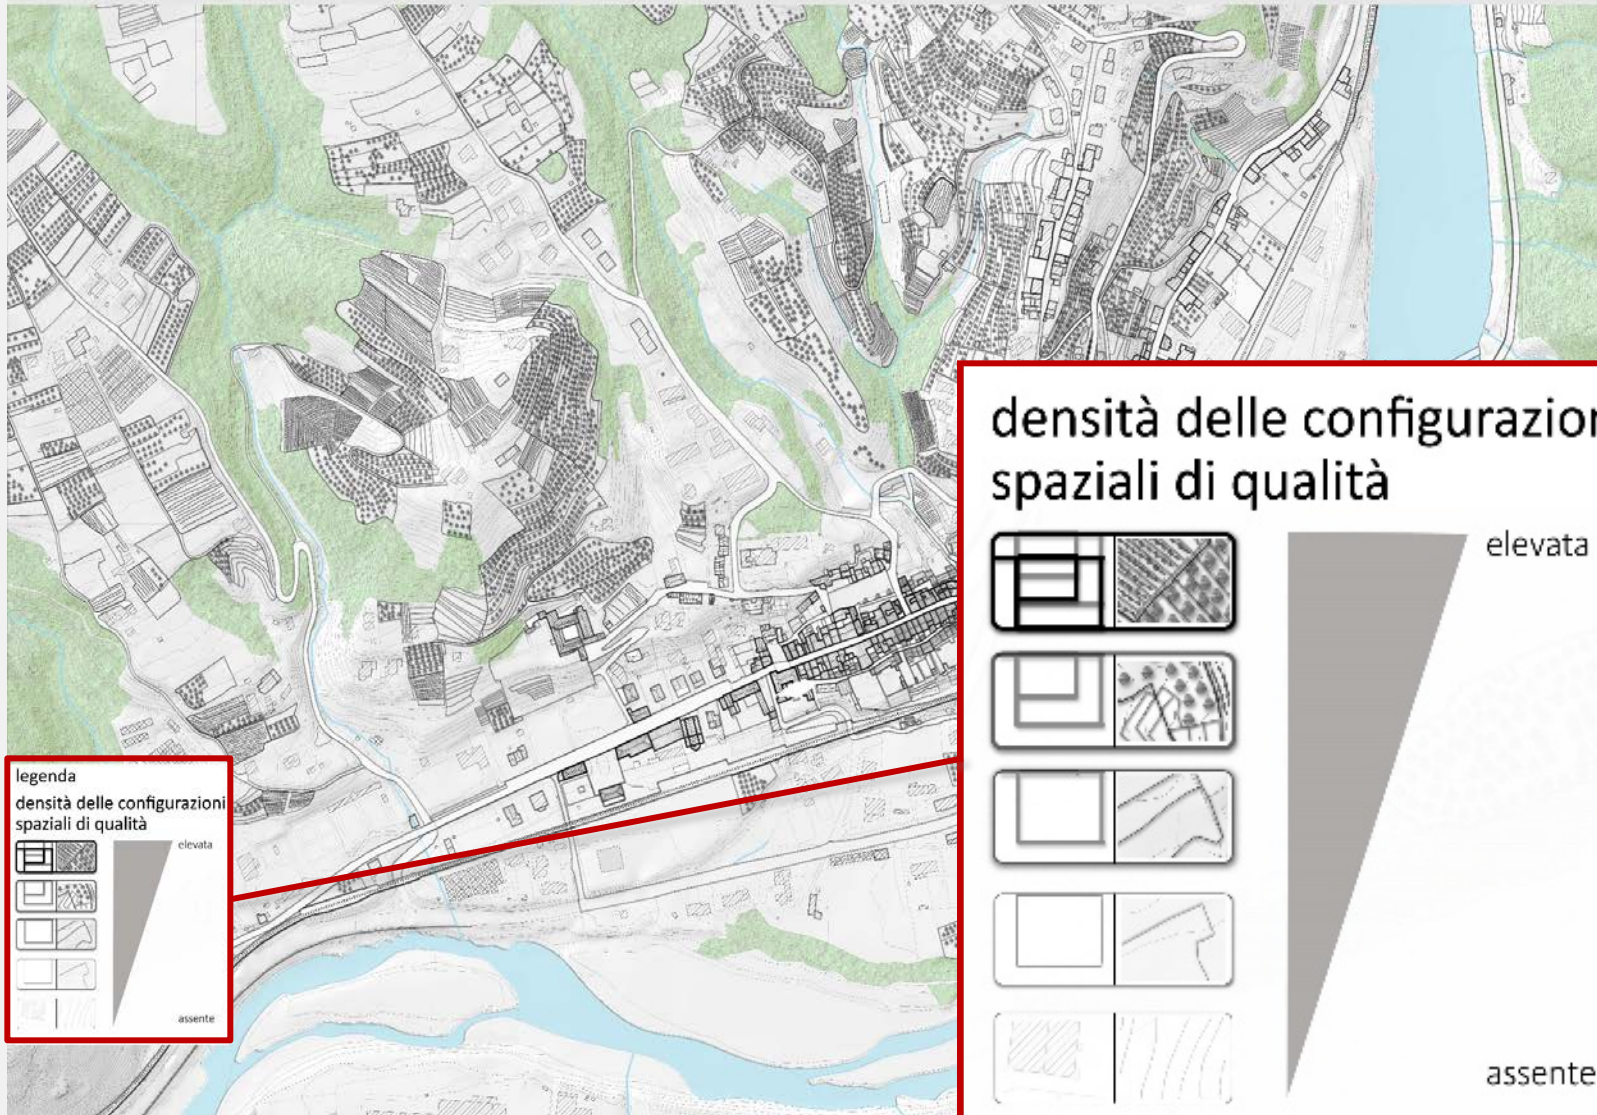 legenda
densità delle configurazioni
spaziali di qualità
elevata
assente
densità delle configurazion
spaziali di qualità
elevata
assente